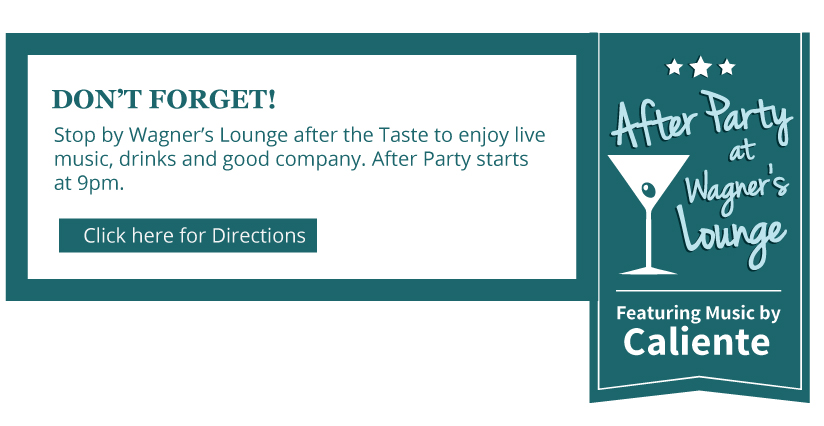 DON’T FORGET!
Stop by Wagner’s Lounge after the Taste to enjoy live
music, drinks and good company. After Party starts
at 9pm.
Click here for Directions
After Party
at
Wagner's
Lounge
Featuring Music by
Caliente